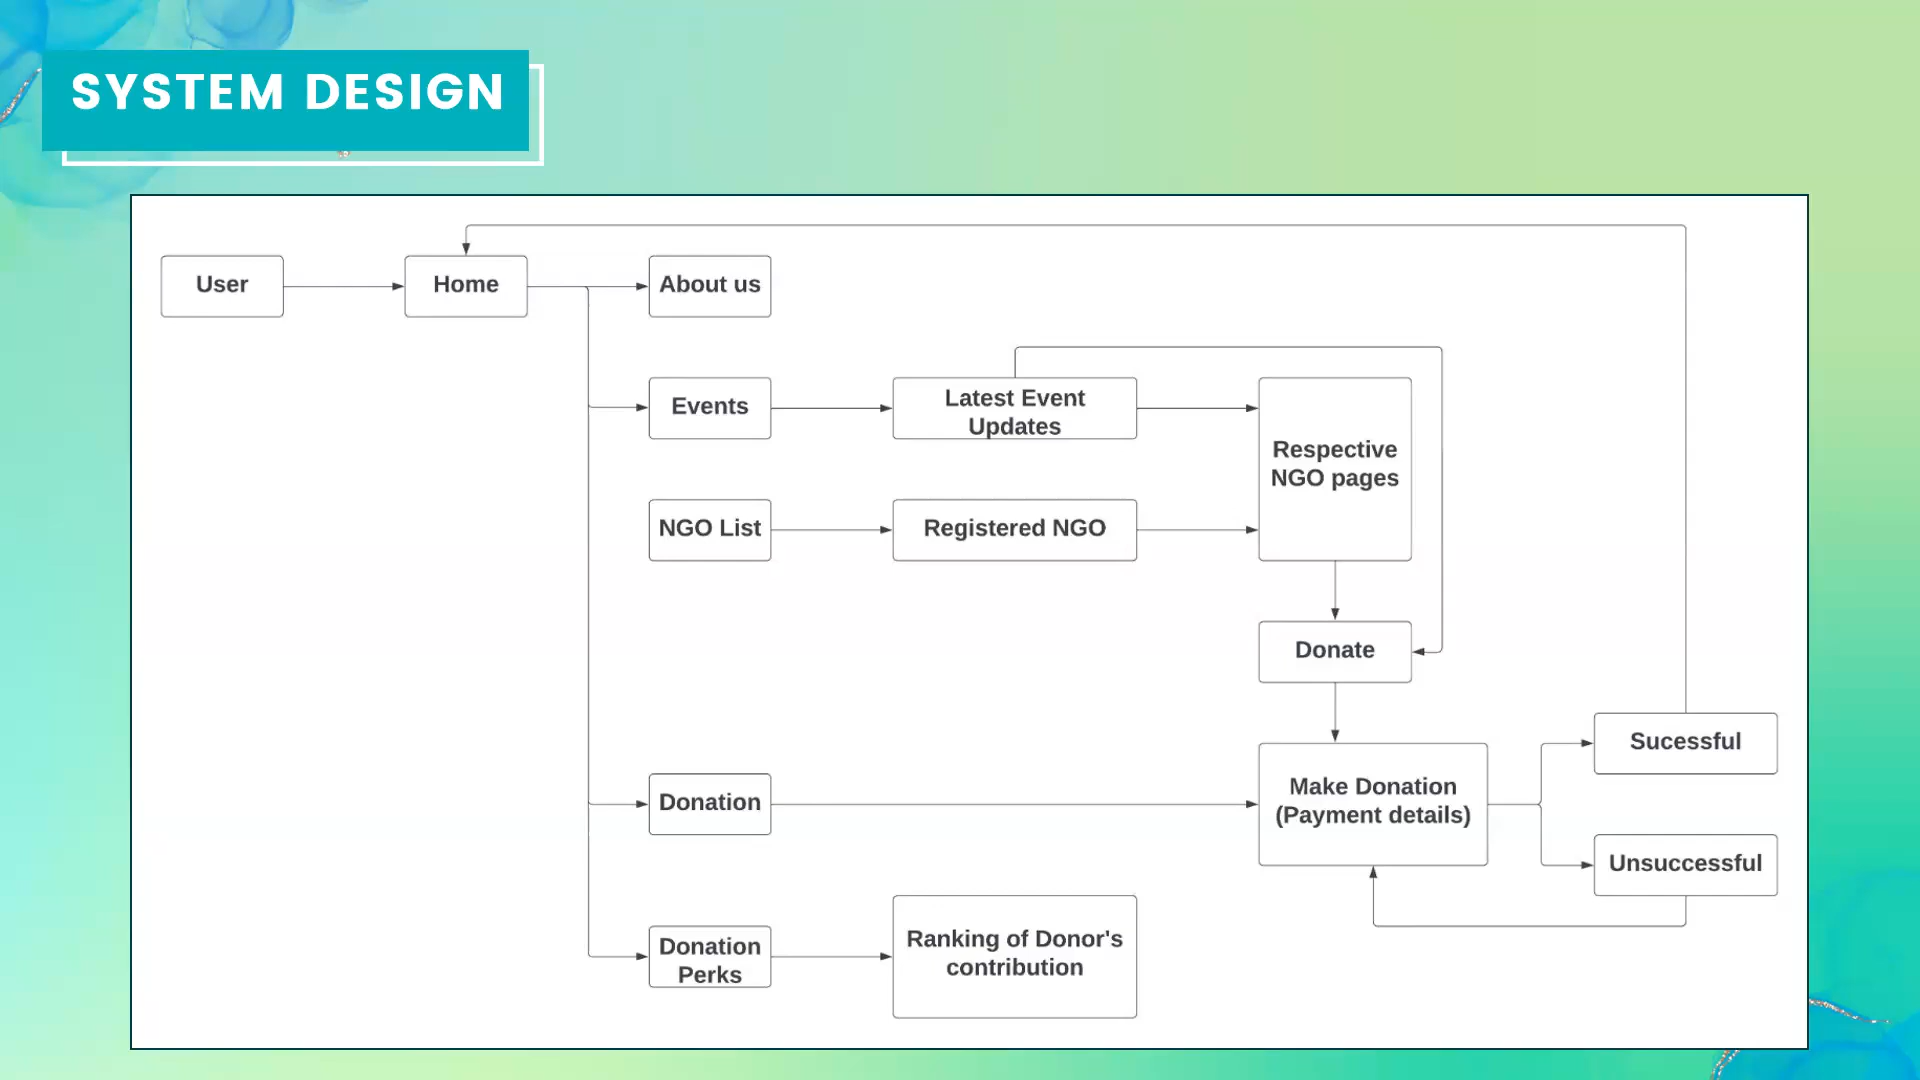 SYSTEM DESIGN
User
Home
About us
Events
Latest Event
Updates
Respective
NGO pages
NGO List
Registered NGO
Donate
Sucessful
Donation
Make Donation
(Payment details)
Unsuccessful
Donation
Perks
Ranking of Donor's
contribution